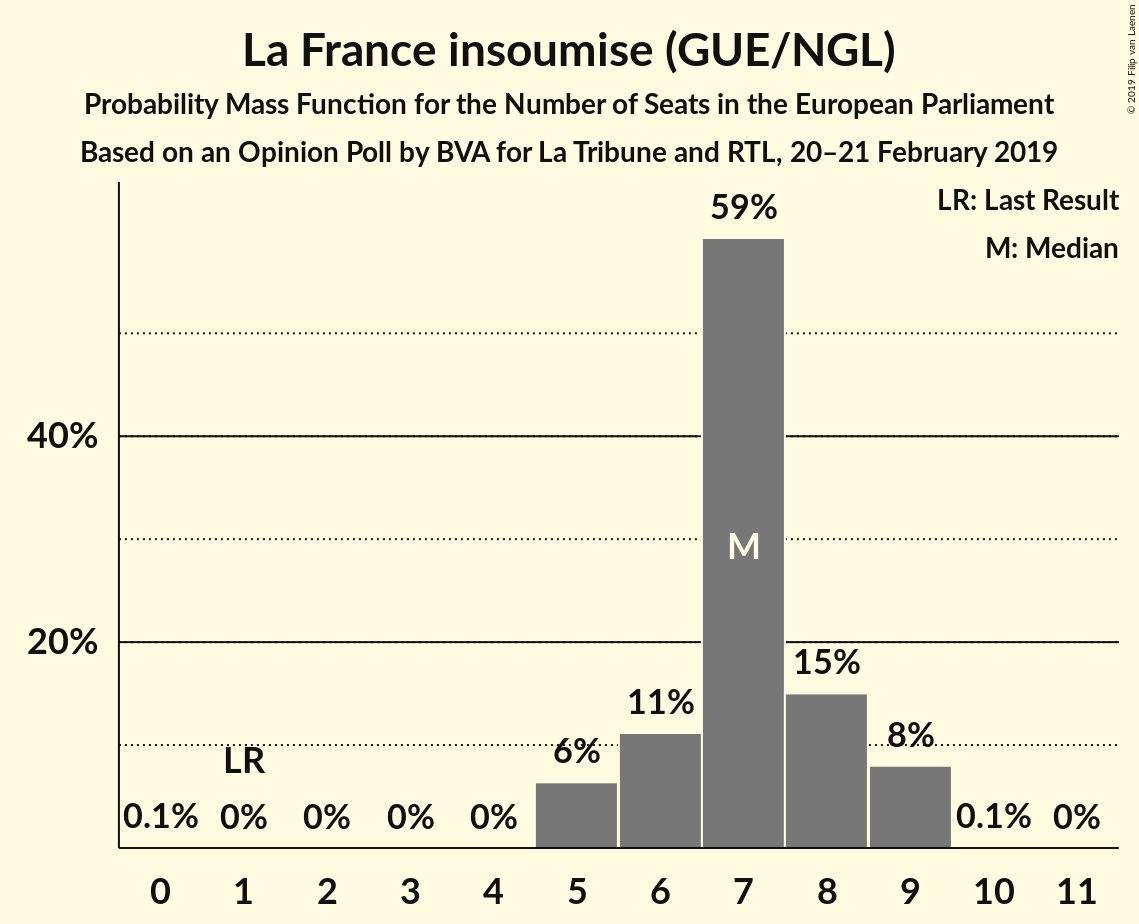 La France insoumise (GUE/NGL)
Probability Mass Function for the Number of Seats in the European Parliament
Based on an Opinion Poll by BVA for La Tribune and RTL, 20–21 February 2019
© 2019 Filip van Laenen
LR: Last Result
M: Median
59%
40%
M
20%
15%
11%
8%
6%
LR
0.1% 0% 0% 0% 0% 0.1% 0%
0 1 2 3 4 5 6 7 8 9 10 11